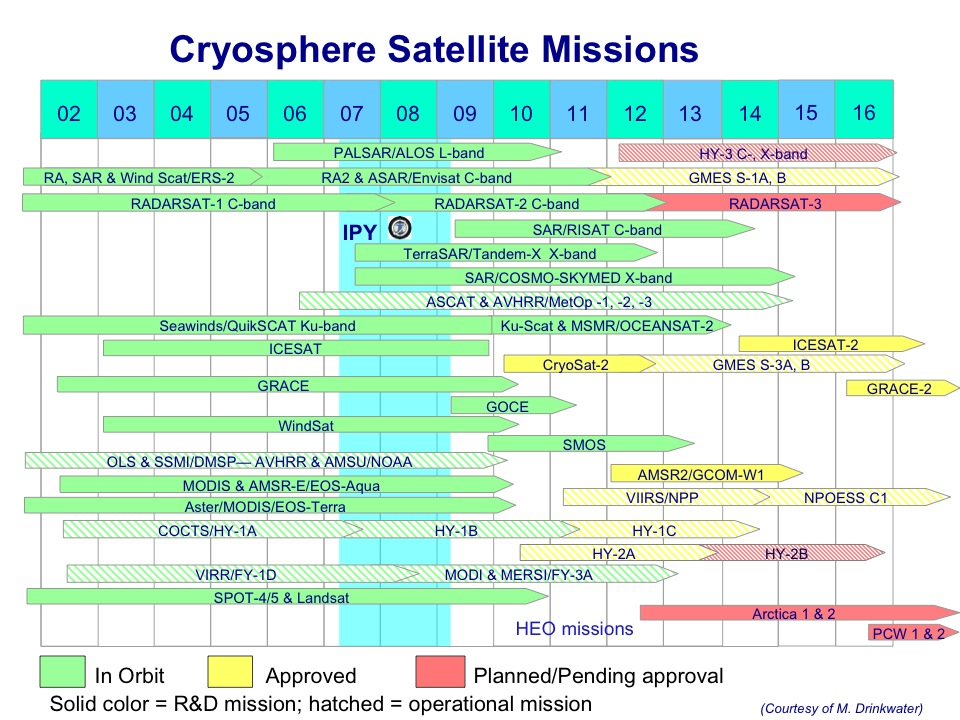 Cryosphere Satellite Missions
02 03 04 05 06 07 08 09 10 11 12 13 14 15 16
PALSAR/ALOS L-band
HY-3 C-, X-band
RA, SAR & Wind Scat/ERS-2
RA2 & ASAR/Envisat C-band
GMES S-1A, B
RADARSAT-1 C-band
RADARSAT-2 C-band
RADARSAT-3
IPY
SAR/RISAT C-band
TerraSAR/Tandem-X X-band
SAR/COSMO-SKYMED X-band
ASCAT & AVHRR/MetOp -1, -2, -3
Seawinds/QuikSCAT Ku-band
Ku-Scat & MSMR/OCEANSAT-2
ICESAT
ICESAT-2
CryoSat-2
GMES S-3A, B
GRACE
GRACE-2
GOCE
WindSat
SMOS
OLS & SSMI/DMSP— AVHRR & AMSU/NOAA
AMSR2/GCOM-W1
MODIS & AMSR-E/EOS-Aqua
VIIRS/NPP
NPOESS C1
Aster/MODIS/EOS-Terra
COCTS/HY-1A
HY-1B
HY-1C
HY-2A
HY-2B
VIRR/FY-1D
MODI & MERSI/FY-3A
SPOT-4/5 & Landsat
Arctica 1 & 2
HEO missions
PCW 1 & 2
In Orbit
Approved
Planned/Pending approval
Solid color = R&D mission; hatched = operational mission
(Courtesy of M. Drinkwater)